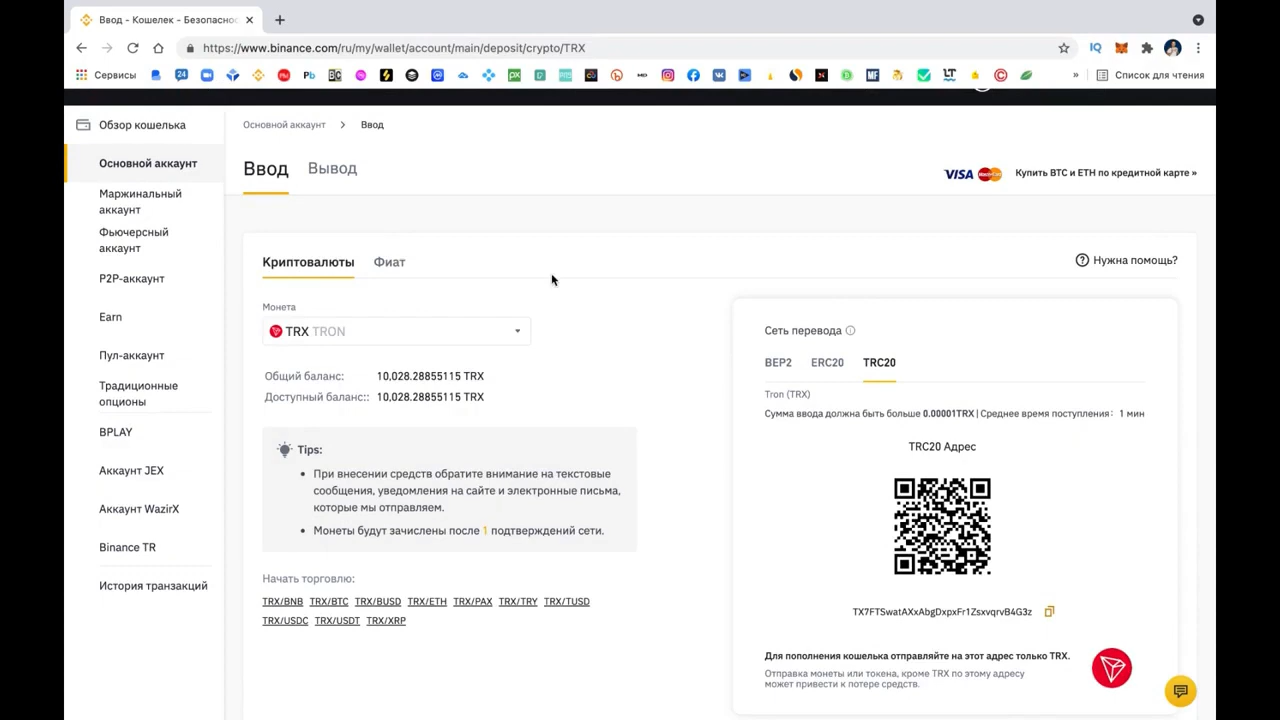 Ввод - Кошелек - Безопаснос
https://www.binance.com/ru/my/wallet/account/main/deposit/crypto/TRX
Сервисы
Список для чтения
Обзор кошелька
Основной аккаунт
Маржинальный
аккаунт
Фьючерсный
аккаунт
P2P-аккаунт
Earn
Пул-аккаунт
Традиционные
опционы
BPLAY
Аккаунт JEX
Аккаунт WazirX
Binance TR
История транзакций
Основной аккаунт > Ввод
Ввод Вывод
VISA Купить BTC и ETH по кредитной карте »
Криптовалюты Фиат
Нужна помощь?
Монета
TRX TRON
Общий баланс: 10,028.28855115 TRX
Доступный баланс:: 10,028.28855115 TRX
Tips:
• При внесении средств обратите внимание на текстовые
сообщения, уведомления на сайте и электронные письма,
которые мы отправляем.
• Монеты будут зачислены после 1 подтверждений сети.
Начать торговлю:
TRX/BNB TRX/BTC TRX/BUSD TRX/ETH TRX/PAX TRX/TRY TRX/TUSD
TRX/USDC TRX/USDT TRX/XRP
Сеть перевода
BEP2 ERC20 TRC20
Tron (TRX)
Сумма ввода должна быть больше 0.00001TRX | Среднее время поступления: 1 мин
TRC20 Адрес
TX7FTSwatAXxAbgDxpxFr1ZsxvqrvB4G3z
Для пополнения кошелька отправляйте на этот адрес только TRX.
Отправка монеты или токена, кроме TRX по этому адресу
может привести к потере средств.